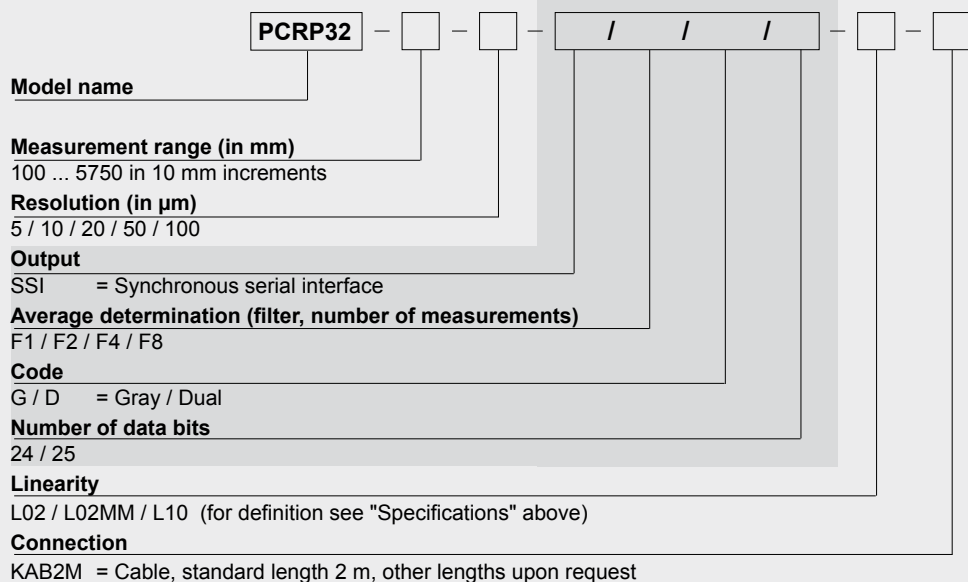 PCRP32 – – – / / / – –
Model name
Measurement range (in mm)
100 ... 5750 in 10 mm increments
Resolution (in µm)
5 / 10 / 20 / 50 / 100
Output
SSI = Synchronous serial interface
Average determination (filter, number of measurements)
F1 / F2 / F4 / F8
Code
G / D = Gray / Dual
Number of data bits
24 / 25
Linearity
L02 / L02MM / L10 (for definition see "Specifications" above)
Connection
KAB2M = Cable, standard length 2 m, other lengths upon request